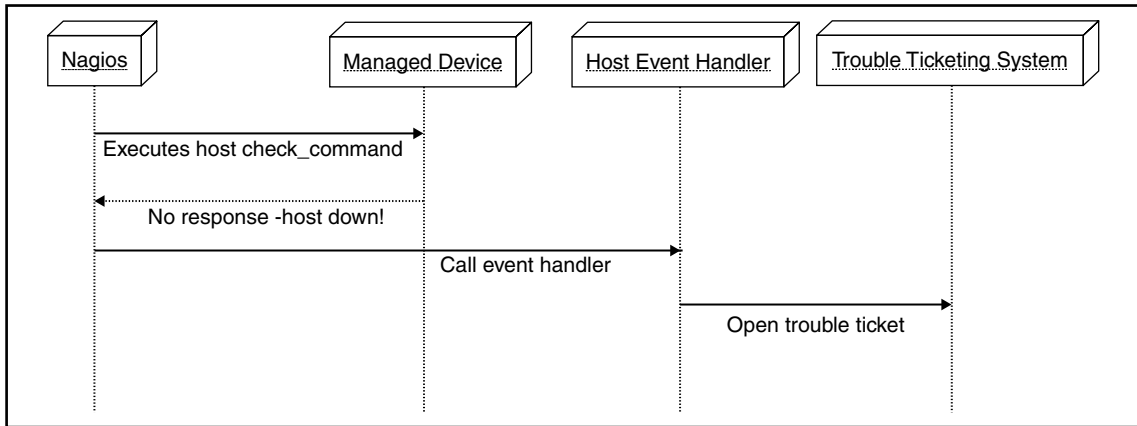 Nagios
Managed Device
Host Event Handler
Trouble Ticketing System
Executes host check_command
No response -host down!
Call event handler
Open trouble ticket